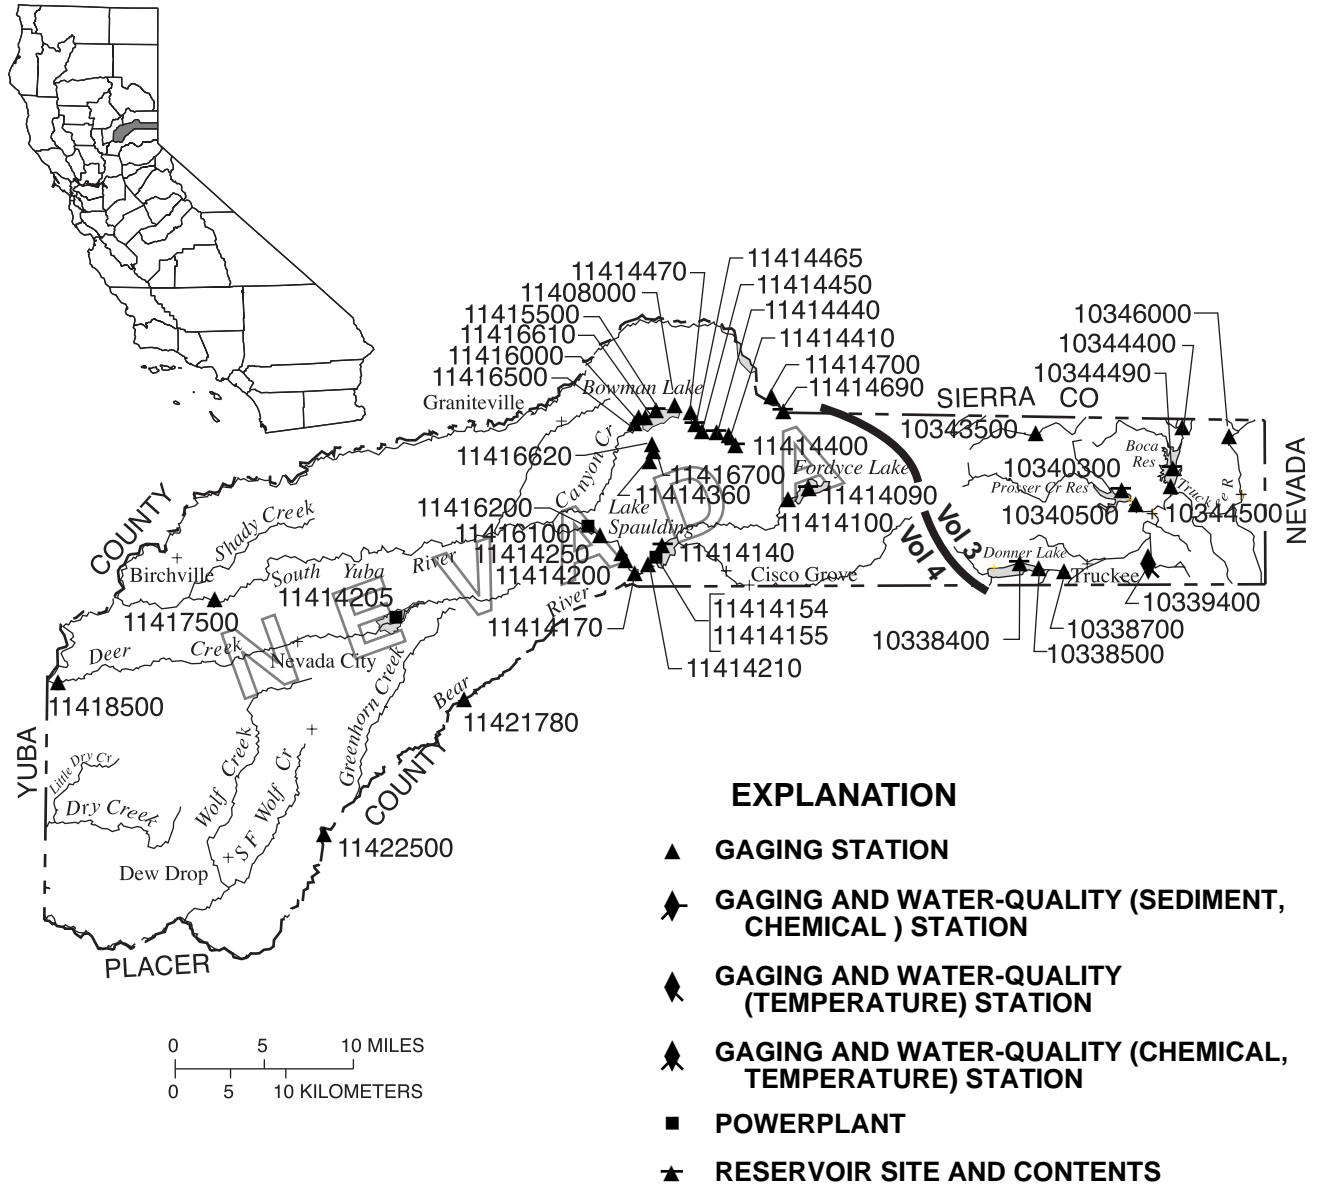 11414465
11414470
11414450
11408000
11414440
11415500
10346000
11416610
11414410
10344400
11416000
11414700
10344490
11416500
Bowman Lake
11414690
SIERRA CO
Graniteville
10343500
11416620
11414400
Boca
Res
NEVADA
Canyon Cr
11416700
Fordyce Lake
10340300
Prosser Cr Res
Truckee R
11414360
11414090
11416200
Lake
Spaulding
11414100
10340500
10344500
COUNTY
Shady Creek
11416100
Vol 3
Vol 4
11414250
11414140
Donner Lake
Birchville
South Yuba River
11414200
Cisco Grove
Truckee
11414205
NEVADA
River
11414154
10339400
11417500
11414170
11414155
10338400
10338700
Deer Creek
Nevada City
11414210
10338500
11418500
Greenhorn Creek
Bear
11421780
YUBA
Little Dry Cr
Wolf Creek
S F Wolf Cr
COUNTY
Dry Creek
11422500
Dew Drop
PLACER
EXPLANATION
GAGING STATION
GAGING AND WATER-QUALITY (SEDIMENT,
CHEMICAL ) STATION
GAGING AND WATER-QUALITY
(TEMPERATURE) STATION
GAGING AND WATER-QUALITY (CHEMICAL,
TEMPERATURE) STATION
POWERPLANT
RESERVOIR SITE AND CONTENTS
0 5 10 MILES
0 5 10 KILOMETERS